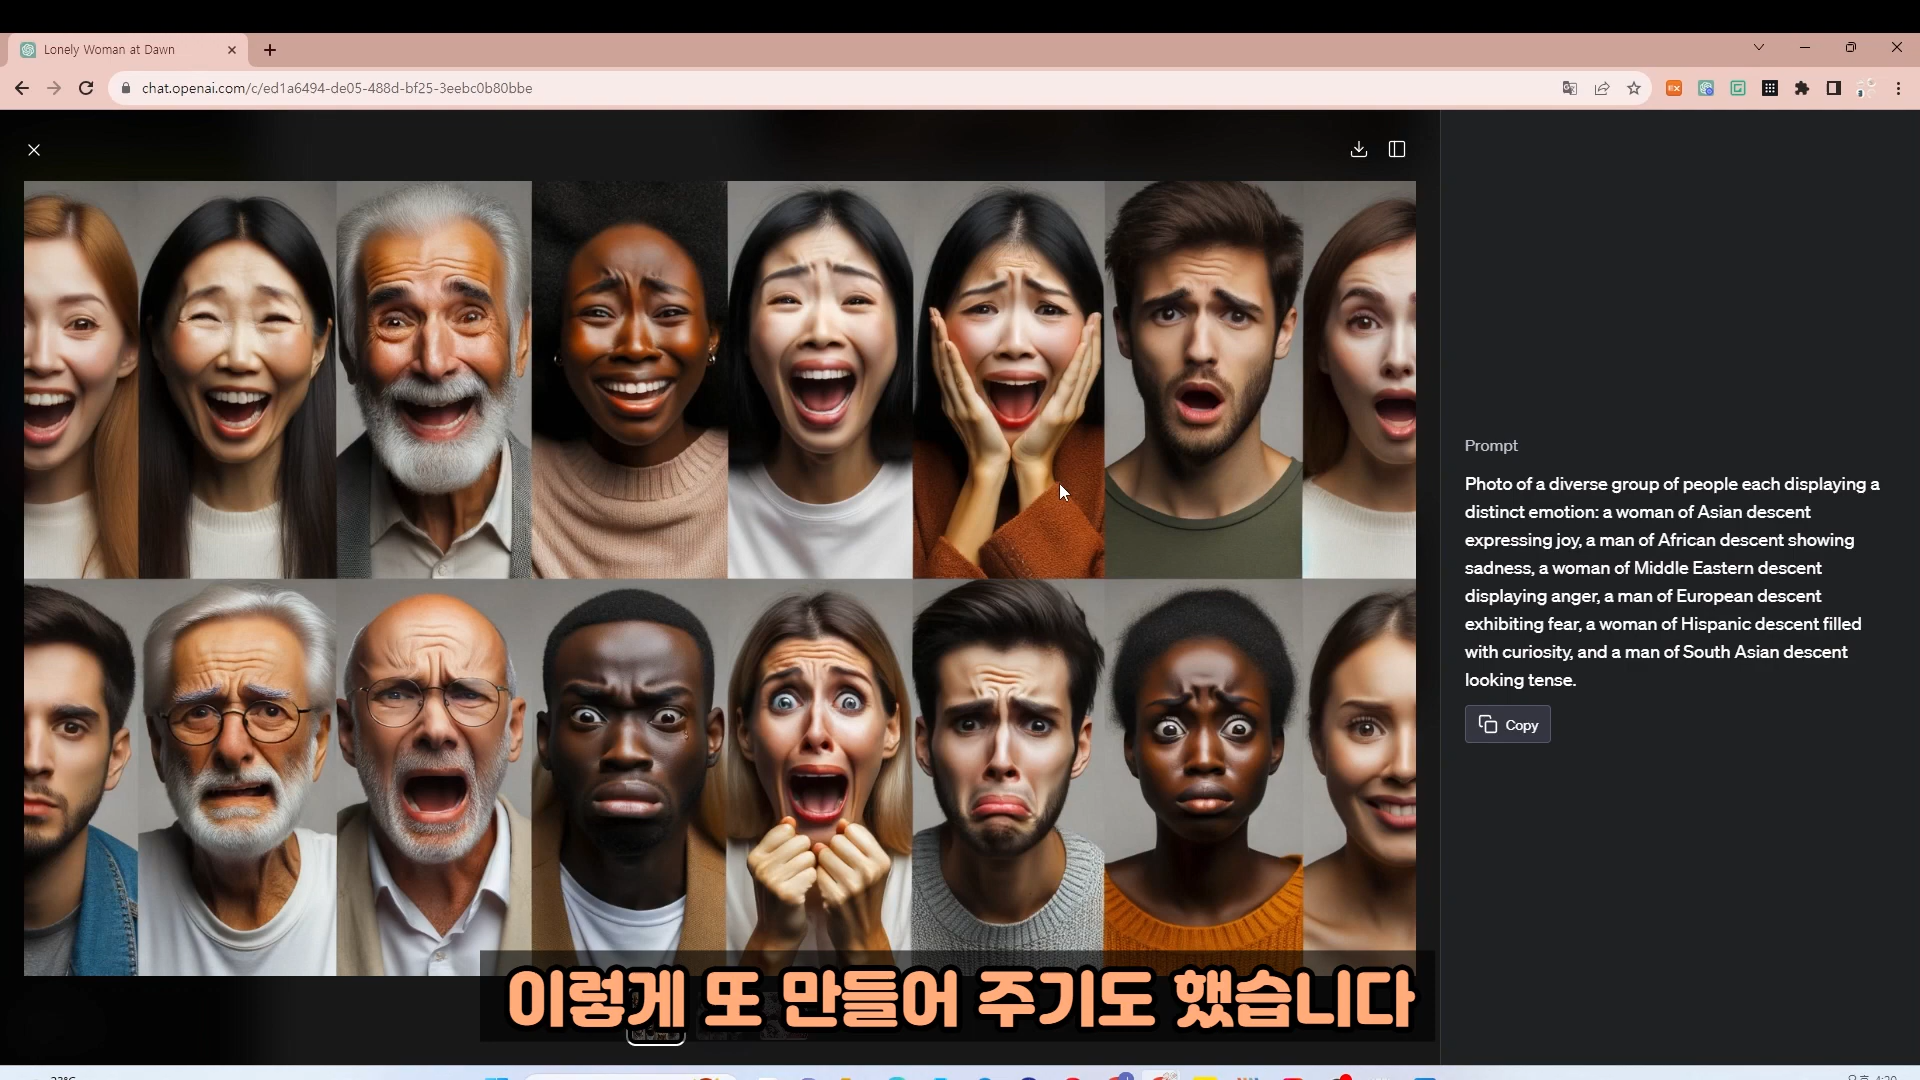 Lonely Woman at Dawn
chat.openai.com/c/ed1a6494-de05-488d-bf25-3eebc0b80bbe
Prompt
Photo of a diverse group of people each displaying a
distinct emotion: a woman of Asian descent
expressing joy, a man of African descent showing
sadness, a woman of Middle Eastern descent
displaying anger, a man of European descent
exhibiting fear, a woman of Hispanic descent filled
with curiosity, and a man of South Asian descent
looking tense.
Copy
이렇게 또 만들어 주기도 했습니다